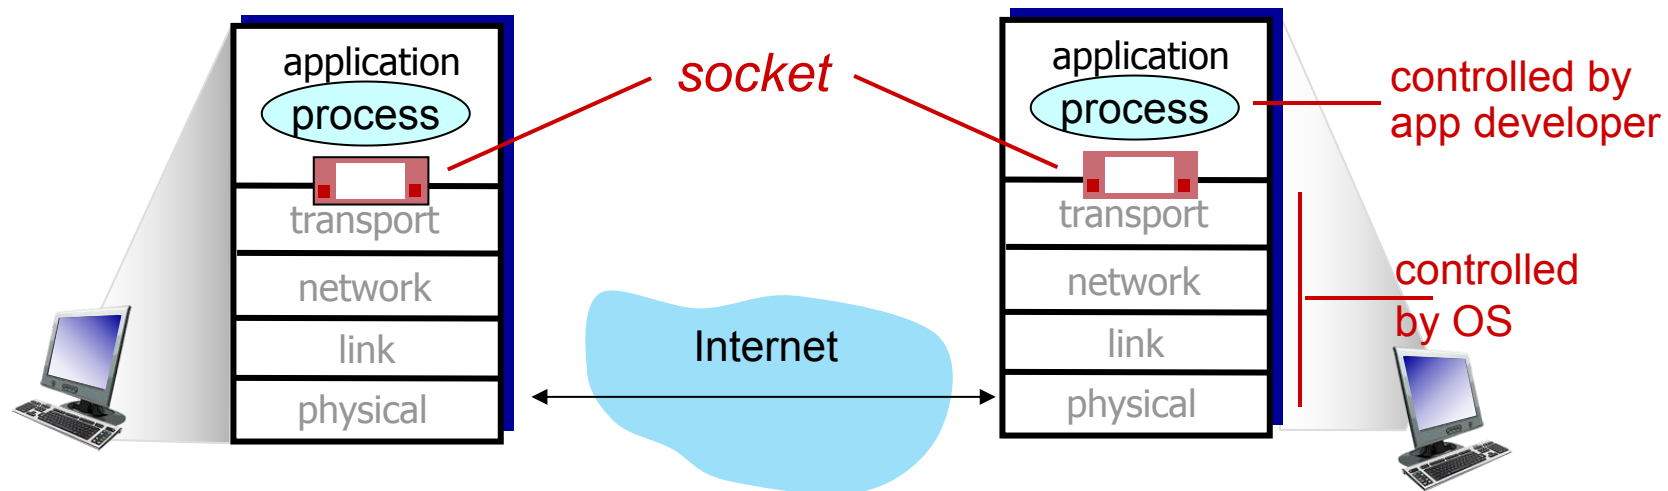 application
process
transport
network
link
physical
socket
Internet
application
process
transport
network
link
physical
controlled by
app developer
controlled
by OS